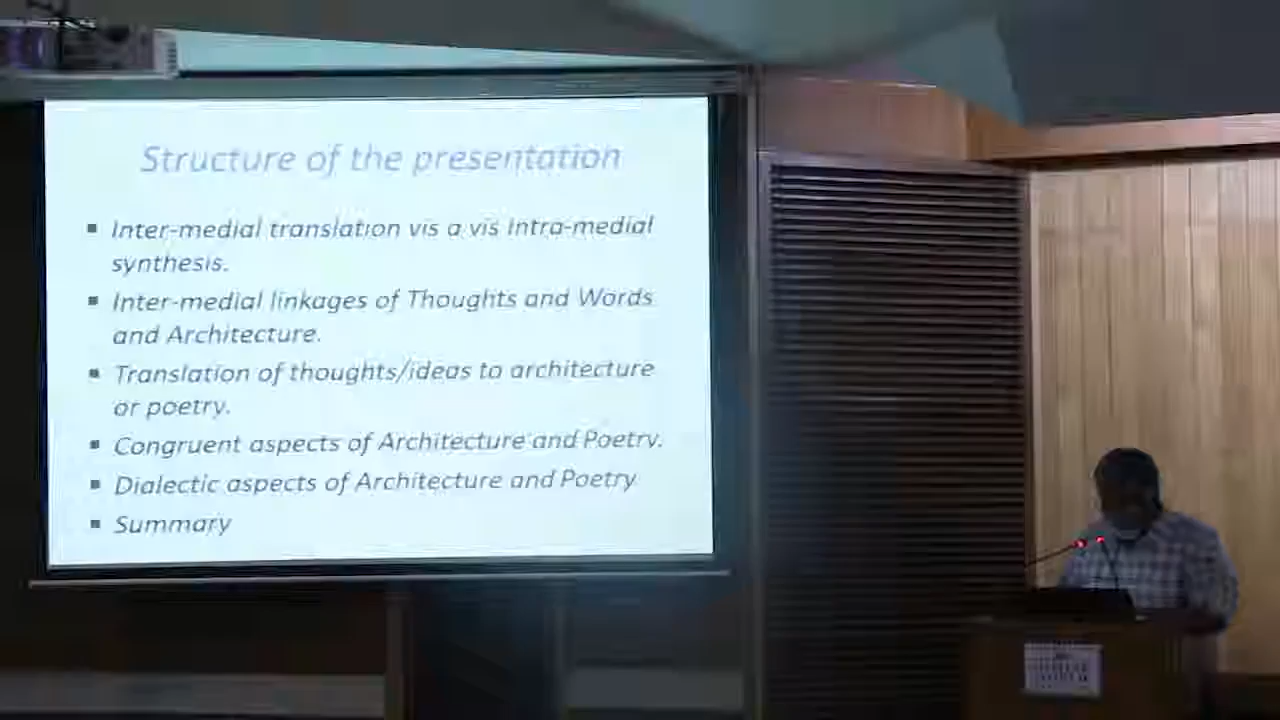 Structure of the presentation
Inter-medial translation vis a vis Intra-medial
synthesis.
Inter-medial linkages of Thoughts and Words
and Architecture.
Translation of thoughts/ideas to architecture
or poetry.
Congruent aspects of Architecture and Poetry.
Dialectic aspects of Architecture and Poetry
Summary